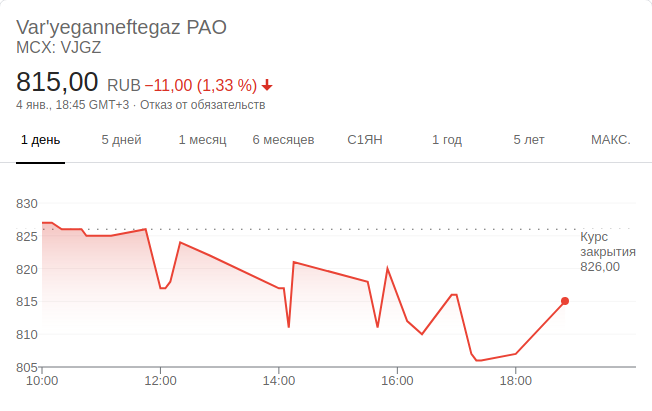 Var'yeganneftegaz PAO
MCX: VJGZ
815,00 RUB −11,00 (1,33 %)
4 янв., 18:45 GMT+3 · Отказ от обязательств
1 день 5 дней 1 месяц 6 месяцев С1ЯН 1 год 5 лет МАКС.
830
825
820
815
810
805
Курс
закрытия
826,00
10:00 12:00 14:00 16:00 18:00